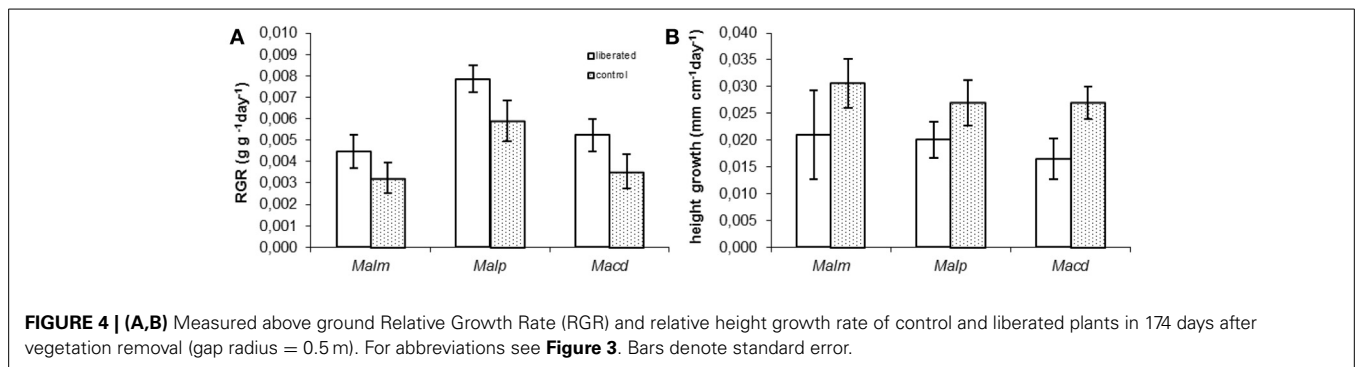 A
0,010
0,009
0,008
0,007
0,006
0,005
0,004
0,003
0,002
0,001
0,000
RGR (g g -1day-1)
liberated
control
Malm Malp Macd
B
0,040
0,035
0,030
0,025
0,020
0,015
0,010
0,005
0,000
height growth (mm cm-1day-1)
Malm Malp Macd
FIGURE 4 | (A,B) Measured above ground Relative Growth Rate (RGR) and relative height growth rate of control and liberated plants in 174 days after
vegetation removal (gap radius = 0.5 m). For abbreviations see Figure 3. Bars denote standard error.